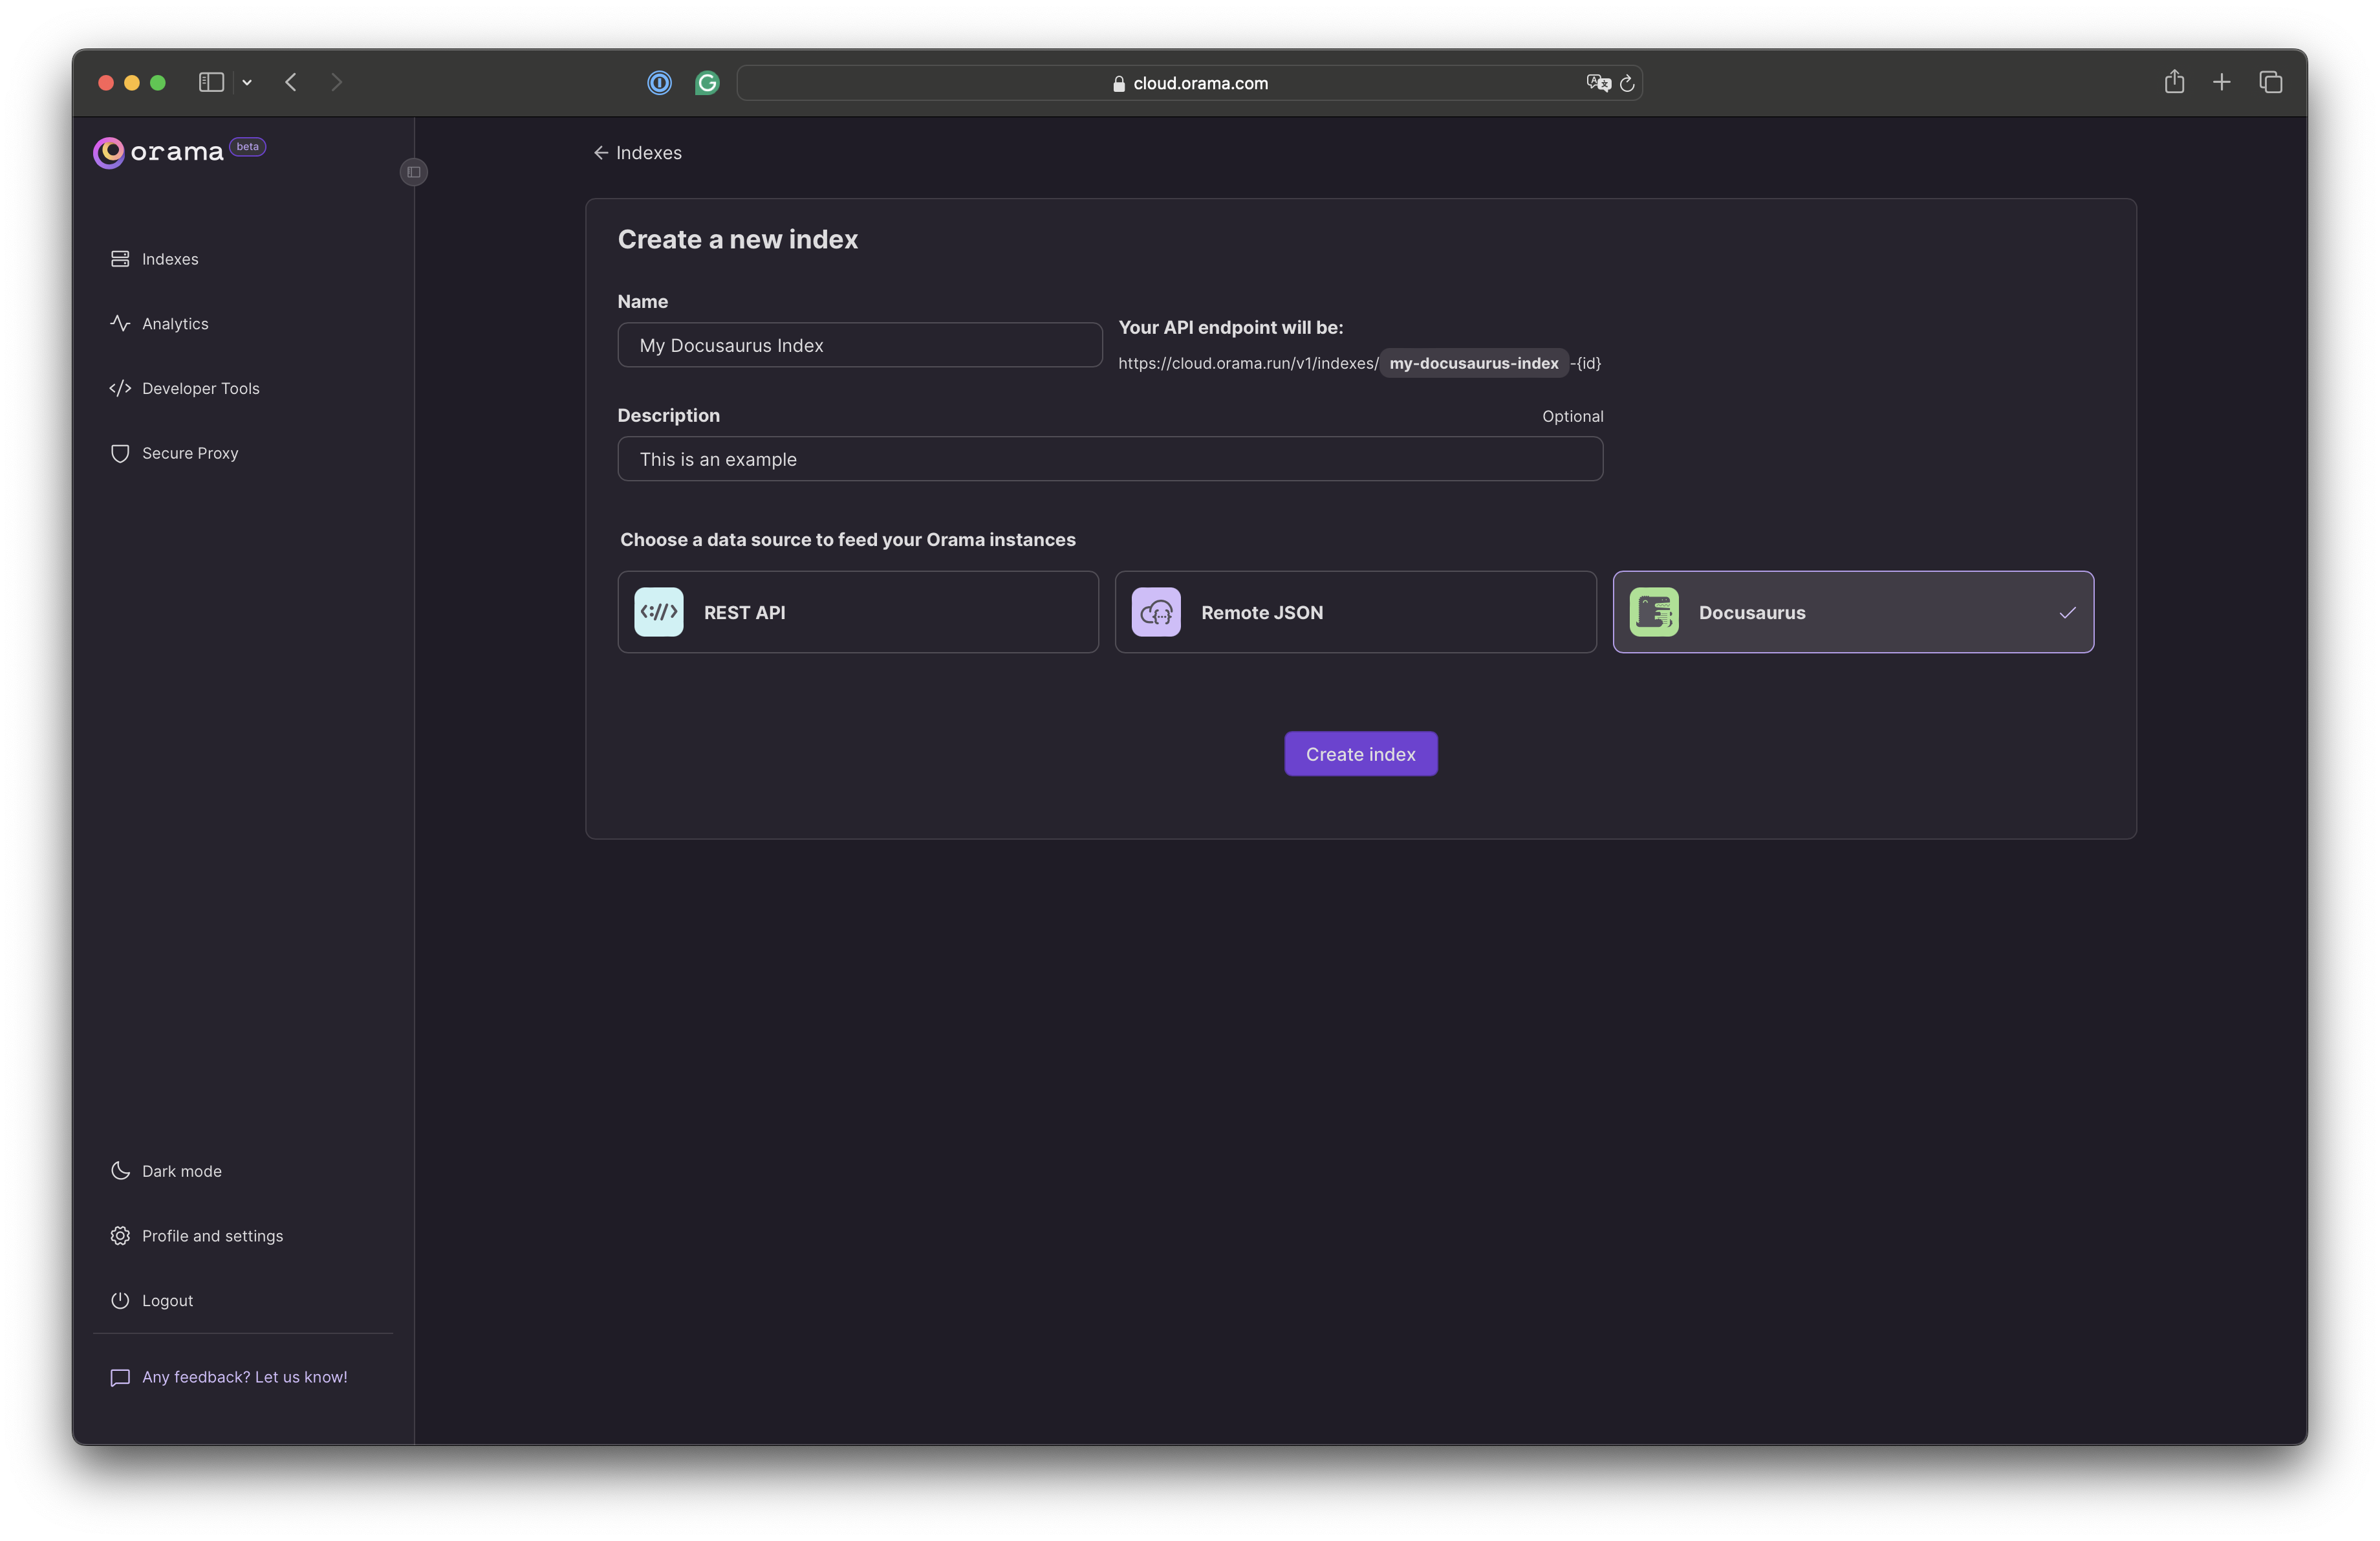 cloud.orama.com
orama beta
Indexes
Analytics
Developer Tools
Secure Proxy
Dark mode
Profile and settings
Logout
Any feedback? Let us know!
← Indexes
Create a new index
Name
My Docusaurus Index
Your API endpoint will be:
https://cloud.orama.run/v1/indexes/my-docusaurus-index-{id}
Description Optional
This is an example
Choose a data source to feed your Orama instances
<://> REST API
{...} Remote JSON
Docusaurus
Create index